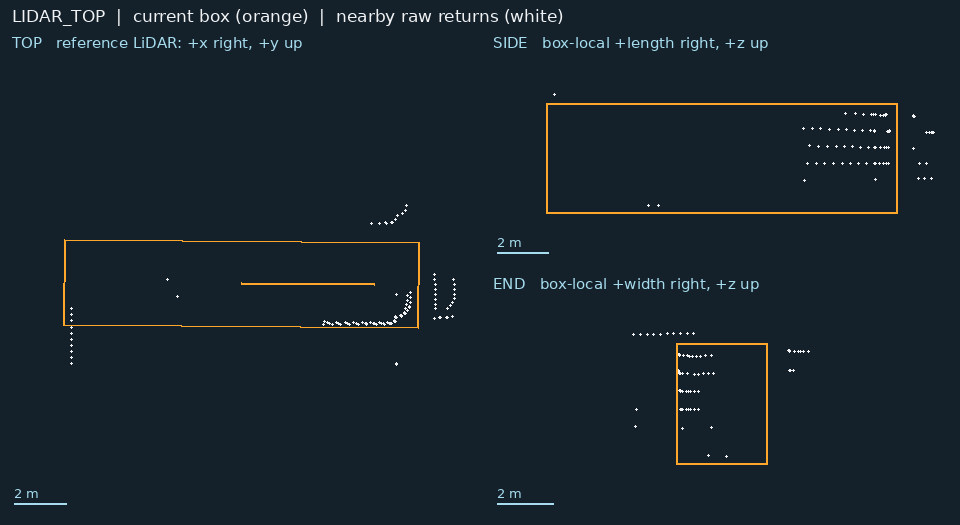 LIDAR_TOP | current box (orange) | nearby raw returns (white)
TOP reference LiDAR: +x right, +y up
SIDE box-local +length right, +z up
2 m
END box-local +width right, +z up
2 m
2 m